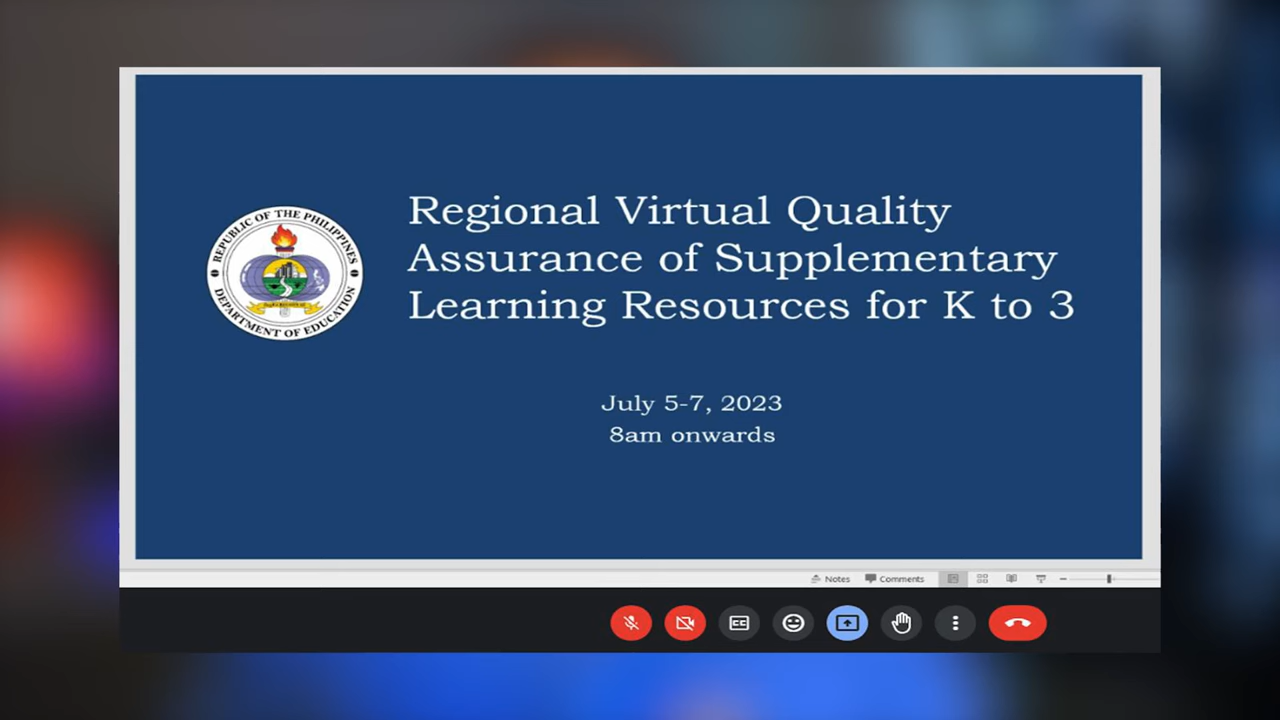 REPUBLIC OF THE PHILIPPINES
DEPARTMENT OF EDUCATION
Regional Virtual Quality
Assurance of Supplementary
Learning Resources for K to 3
July 5-7, 2023
8am onwards
Notes
Comments
CC